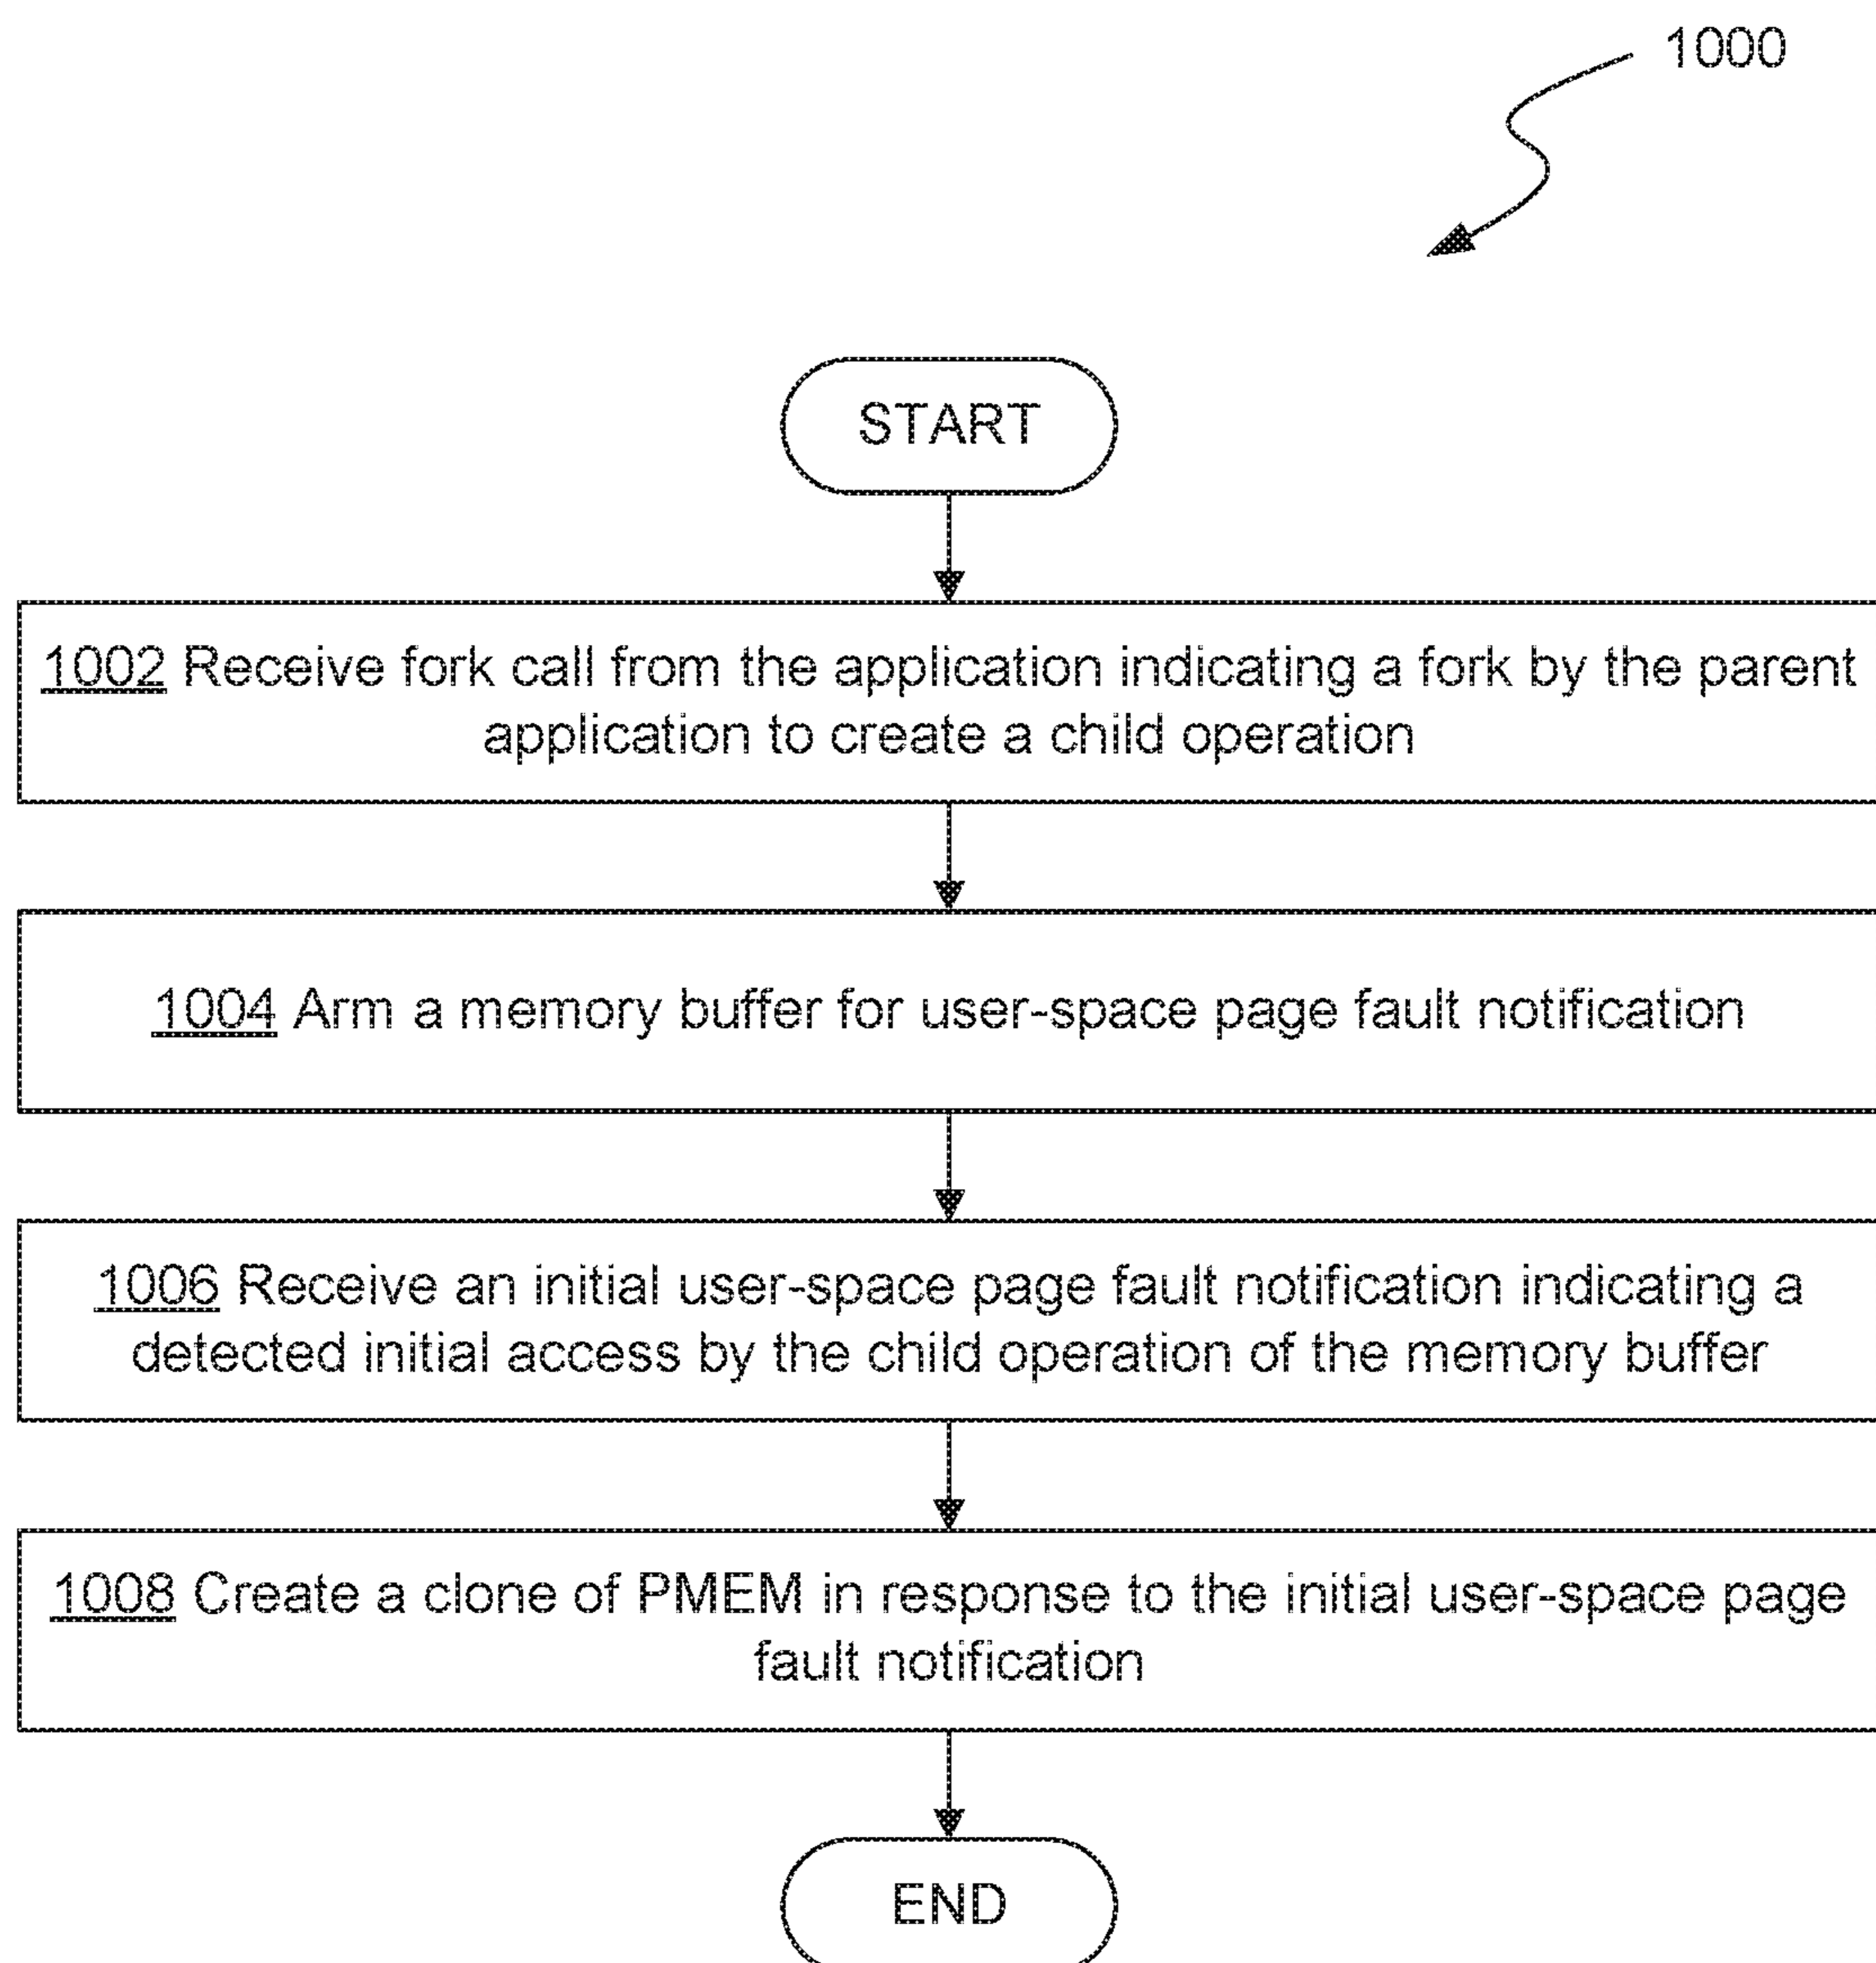 1000
START
1002 Receive fork call from the application indicating a fork by the parent
application to create a child operation
1004 Arm a memory buffer for user-space page fault notification
1006 Receive an initial user-space page fault notification indicating a
detected initial access by the child operation of the memory buffer
1008 Create a clone of PMEM in response to the initial user-space page
fault notification
END